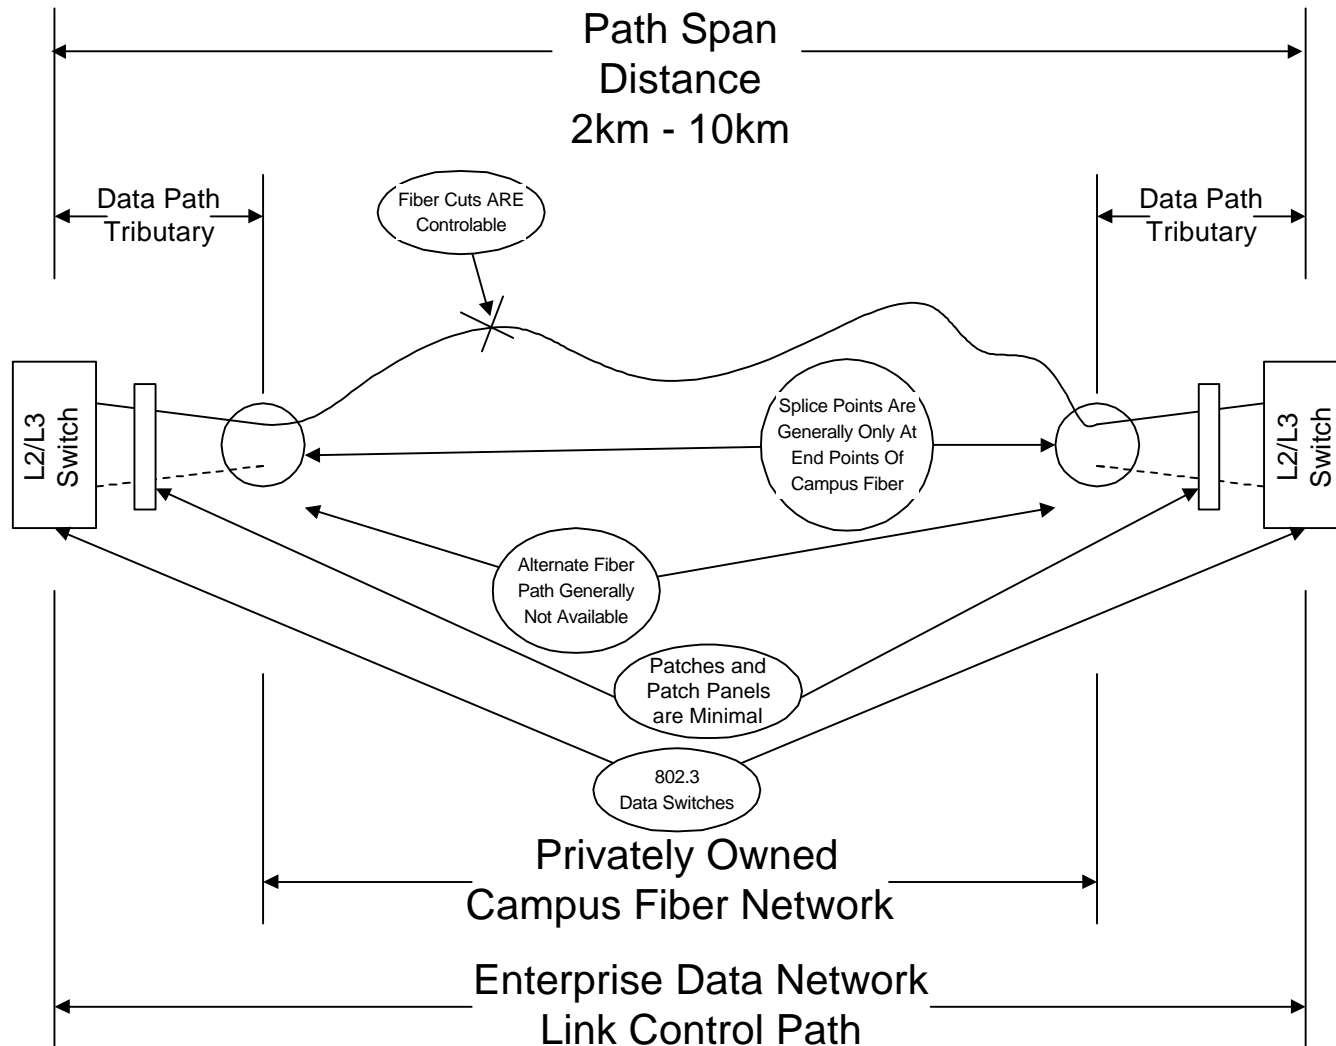 Path Span
Distance
2km - 10km
Data Path
Tributary
Fiber Cuts ARE
Controlable
Data Path
Tributary
L2/L3
Switch
Splice Points Are
Generally Only At
End Points Of
Campus Fiber
L2/L3
Switch
Alternate Fiber
Path Generally
Not Available
Patches and
Patch Panels
are Minimal
802.3
Data Switches
Privately Owned
Campus Fiber Network
Enterprise Data Network
Link Control Path